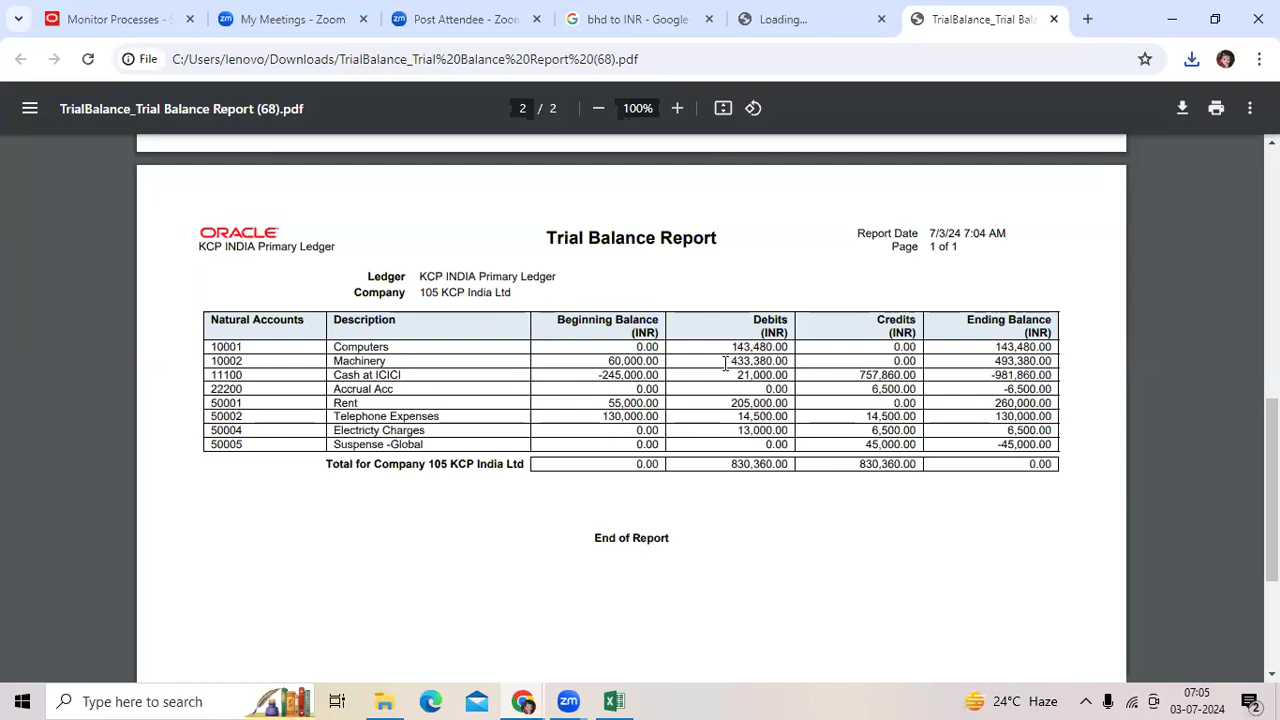 Monitor Processes - S
My Meetings - Zoom
Post Attendee - Zoom
bhd to INR - Google
Loading...
TrialBalance_Trial Bal
File
C:/Users/lenovo/Downloads/TrialBalance_Trial%20Balance%20Report%20(68).pdf
TrialBalance_Trial Balance Report (68).pdf
2 / 2
100%
ORACLE
KCP INDIA Primary Ledger
Trial Balance Report
Report Date 7/3/24 7:04 AM
Page 1 of 1
Ledger KCP INDIA Primary Ledger
Company 105 KCP India Ltd
Natural Accounts Description Beginning Balance (INR) Debits (INR) Credits (INR) Ending Balance (INR)
10001 Computers 0.00 143,480.00 0.00 143,480.00
10002 Machinery 60,000.00 433,380.00 0.00 493,380.00
11100 Cash at ICICI -245,000.00 21,000.00 757,860.00 -981,860.00
22200 Accrual Acc 0.00 0.00 6,500.00 -6,500.00
50001 Rent 55,000.00 205,000.00 0.00 260,000.00
50002 Telephone Expenses 130,000.00 14,500.00 14,500.00 130,000.00
50004 Electricty Charges 0.00 13,000.00 6,500.00 6,500.00
50005 Suspense -Global 0.00 0.00 45,000.00 -45,000.00
Total for Company 105 KCP India Ltd 0.00 830,360.00 830,360.00 0.00
End of Report
Type here to search
24°C Haze
07:05
03-07-2024
2